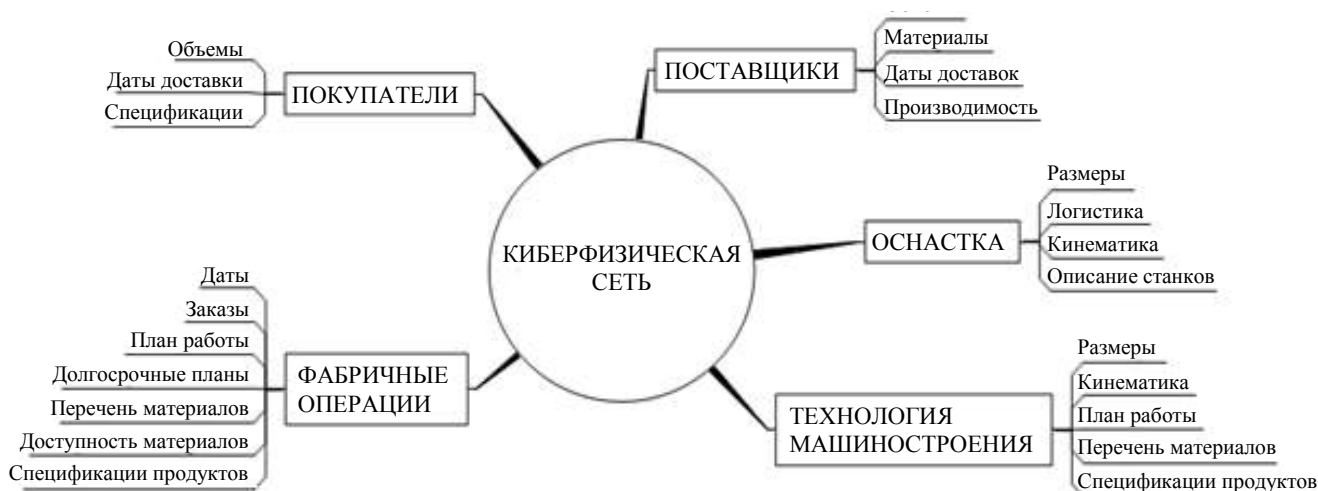 Объемы
Даты доставки
Спецификации
ПОКУПАТЕЛИ
ПОСТАВЩИКИ
Материалы
Даты доставок
Производимость
КИБЕРФИЗИЧЕСКАЯ
СЕТЬ
ОСНАСТКА
Размеры
Логистика
Кинематика
Описание станков
Даты
Заказы
План работы
Долгосрочные планы
Перечень материалов
Доступность материалов
Спецификации продуктов
ФАБРИЧНЫЕ
ОПЕРАЦИИ
ТЕХНОЛОГИЯ
МАШИНОСТРОЕНИЯ
Размеры
Кинематика
План работы
Перечень материалов
Спецификации продуктов